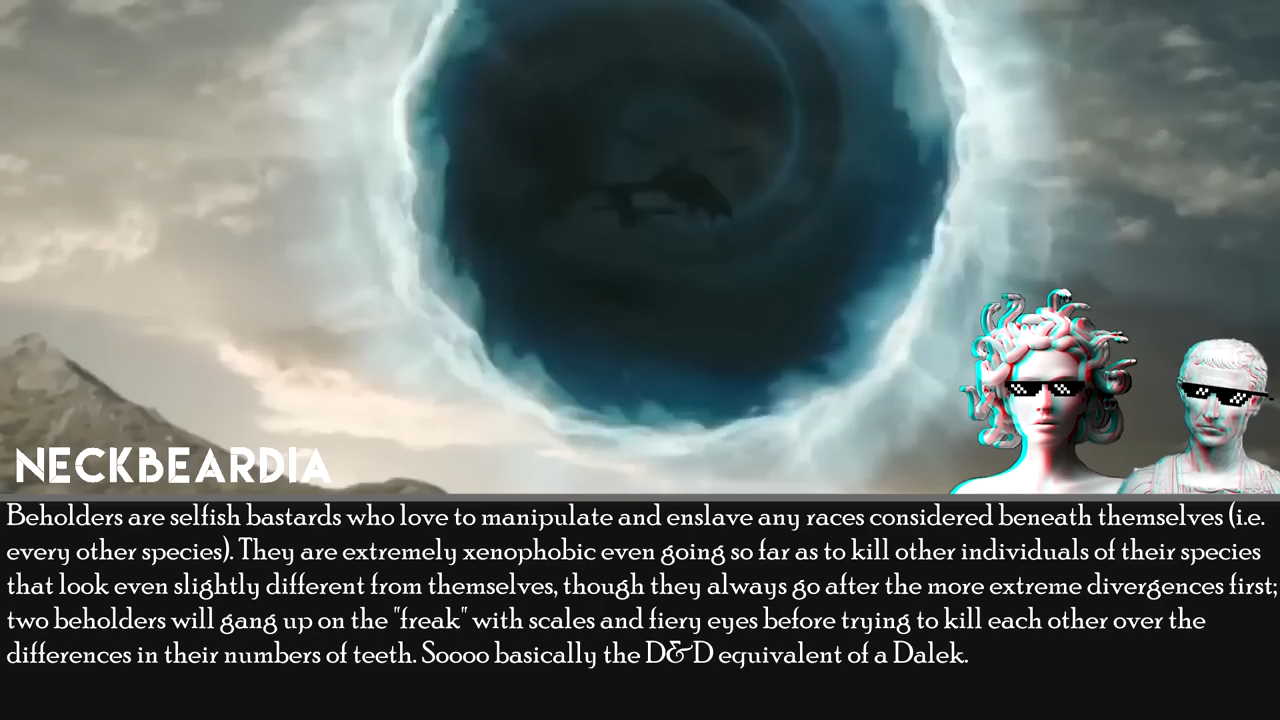 NECKBEARDIA
Beholders are selfish bastards who love to manipulate and enslave any races considered beneath themselves (i.e.
every other species). They are extremely xenophobic even going so far as to kill other individuals of their species
that look even slightly different from themselves, though they always go after the more extreme divergences first;
two beholders will gang up on the "freak" with scales and fiery eyes before trying to kill each other over the
differences in their numbers of teeth. Soooo basically the D&D equivalent of a Dalek.